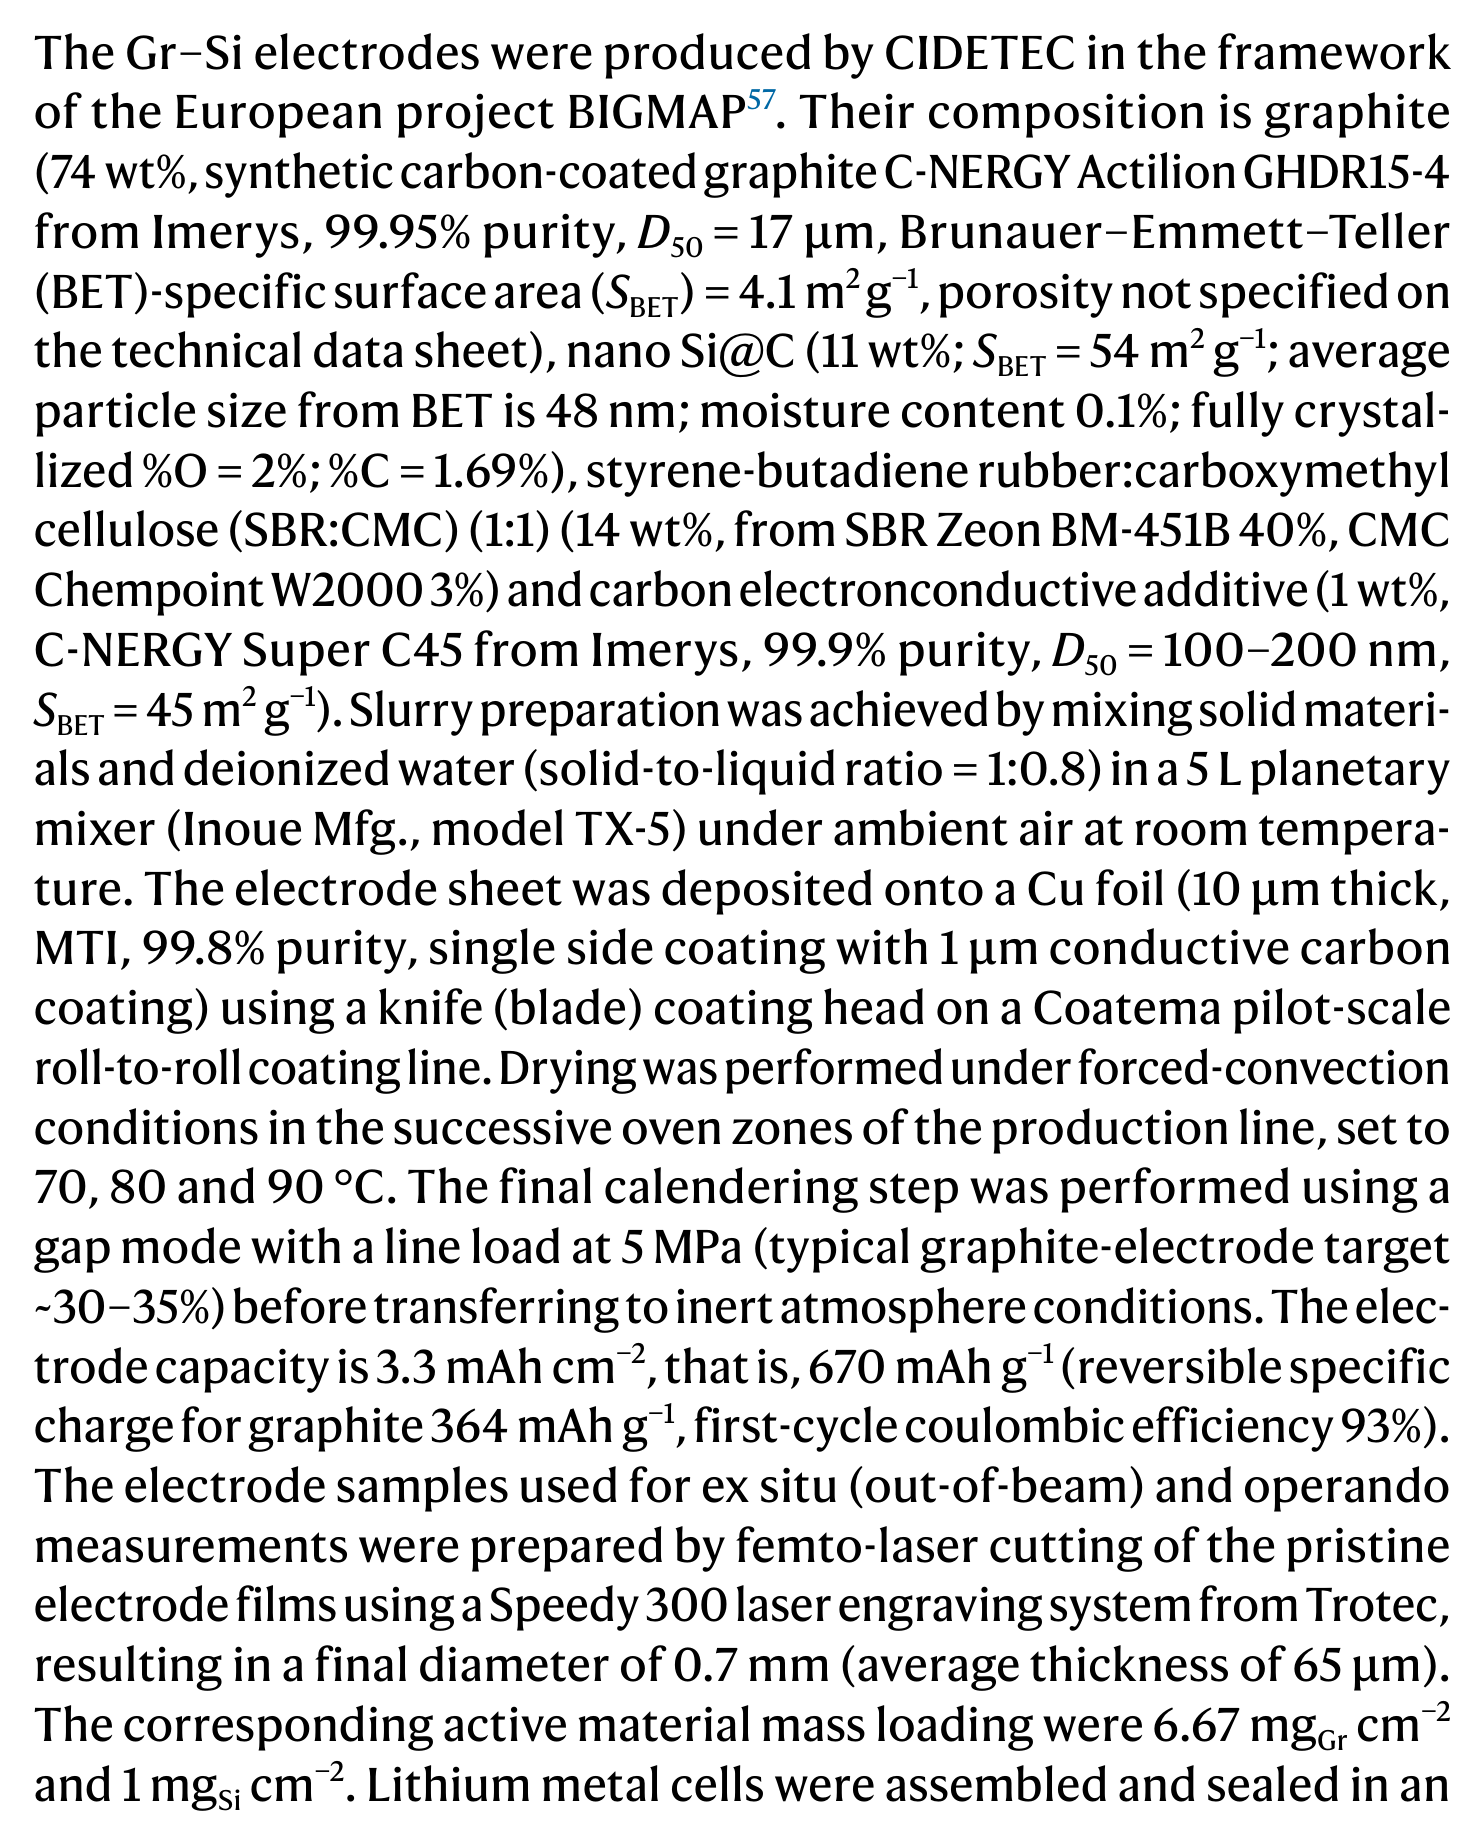 The Gr–Si electrodes were produced by CIDETEC in the framework
of the European project BIGMAP⁵⁷. Their composition is graphite
(74 wt%, synthetic carbon-coated graphite C-NERGY Actilion GHDR15-4
from Imerys, 99.95% purity, D₅₀ = 17 μm, Brunauer–Emmett–Teller
(BET)-specific surface area (S_BET) = 4.1 m² g⁻¹, porosity not specified on
the technical data sheet), nano Si@C (11 wt%; S_BET = 54 m² g⁻¹; average
particle size from BET is 48 nm; moisture content 0.1%; fully crystal-
lized %O = 2%; %C = 1.69%), styrene-butadiene rubber:carboxymethyl
cellulose (SBR:CMC) (1:1) (14 wt%, from SBR Zeon BM-451B 40%, CMC
Chempoint W2000 3%) and carbon electronconductive additive (1 wt%,
C-NERGY Super C45 from Imerys, 99.9% purity, D₅₀ = 100–200 nm,
S_BET = 45 m² g⁻¹). Slurry preparation was achieved by mixing solid materi-
als and deionized water (solid-to-liquid ratio = 1:0.8) in a 5 L planetary
mixer (Inoue Mfg., model TX-5) under ambient air at room tempera-
ture. The electrode sheet was deposited onto a Cu foil (10 μm thick,
MTI, 99.8% purity, single side coating with 1 μm conductive carbon
coating) using a knife (blade) coating head on a Coatema pilot-scale
roll-to-roll coating line. Drying was performed under forced-convection
conditions in the successive oven zones of the production line, set to
70, 80 and 90 °C. The final calendering step was performed using a
gap mode with a line load at 5 MPa (typical graphite-electrode target
~30–35%) before transferring to inert atmosphere conditions. The elec-
trode capacity is 3.3 mAh cm⁻², that is, 670 mAh g⁻¹ (reversible specific
charge for graphite 364 mAh g⁻¹, first-cycle coulombic efficiency 93%).
The electrode samples used for ex situ (out-of-beam) and operando
measurements were prepared by femto-laser cutting of the pristine
electrode films using a Speedy 300 laser engraving system from Trotec,
resulting in a final diameter of 0.7 mm (average thickness of 65 μm).
The corresponding active material mass loading were 6.67 mg_Gr cm⁻²
and 1 mg_Si cm⁻². Lithium metal cells were assembled and sealed in an